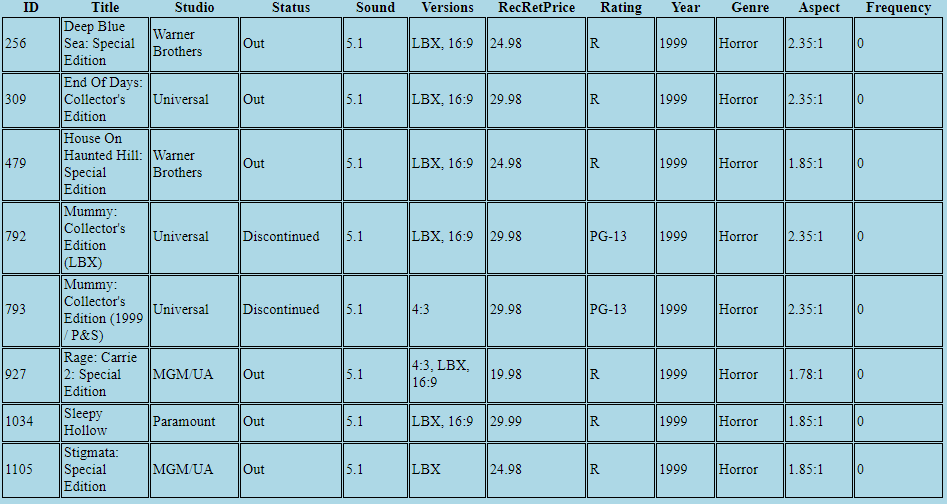 ID Title Studio Status Sound Versions RecRetPrice Rating Year Genre Aspect Frequency
256 Deep Blue Sea: Special Edition Warner Brothers Out 5.1 LBX, 16:9 24.98 R 1999 Horror 2.35:1 0
309 End Of Days: Collector's Edition Universal Out 5.1 LBX, 16:9 29.98 R 1999 Horror 2.35:1 0
479 House On Haunted Hill: Special Edition Warner Brothers Out 5.1 LBX, 16:9 24.98 R 1999 Horror 1.85:1 0
792 Mummy: Collector's Edition (LBX) Universal Discontinued 5.1 LBX, 16:9 29.98 PG-13 1999 Horror 2.35:1 0
793 Mummy: Collector's Edition (1999 / P&S) Universal Discontinued 5.1 4:3 29.98 PG-13 1999 Horror 2.35:1 0
927 Rage: Carrie 2: Special Edition MGM/UA Out 5.1 4:3, LBX, 16:9 19.98 R 1999 Horror 1.78:1 0
1034 Sleepy Hollow Paramount Out 5.1 LBX, 16:9 29.99 R 1999 Horror 1.85:1 0
1105 Stigmata: Special Edition MGM/UA Out 5.1 LBX 24.98 R 1999 Horror 1.85:1 0